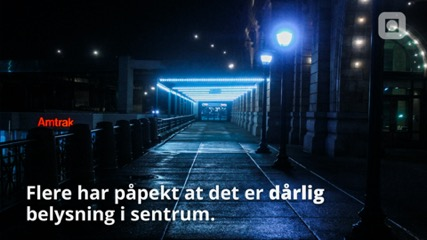 Amtrak
Flere har påpekt at det er dårlig
belysning i sentrum.